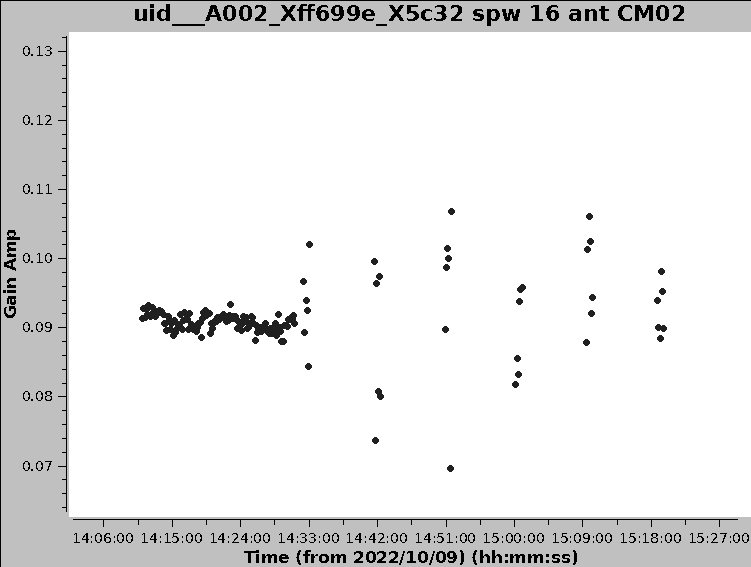 uid___A002_Xff699e_X5c32 spw 16 ant CM02
0.13
0.12
0.11
0.10
0.09
0.08
0.07
Gain Amp
14:06:00 14:15:00 14:24:00 14:33:00 14:42:00 14:51:00 15:00:00 15:09:00 15:18:00 15:27:00
Time (from 2022/10/09) (hh:mm:ss)